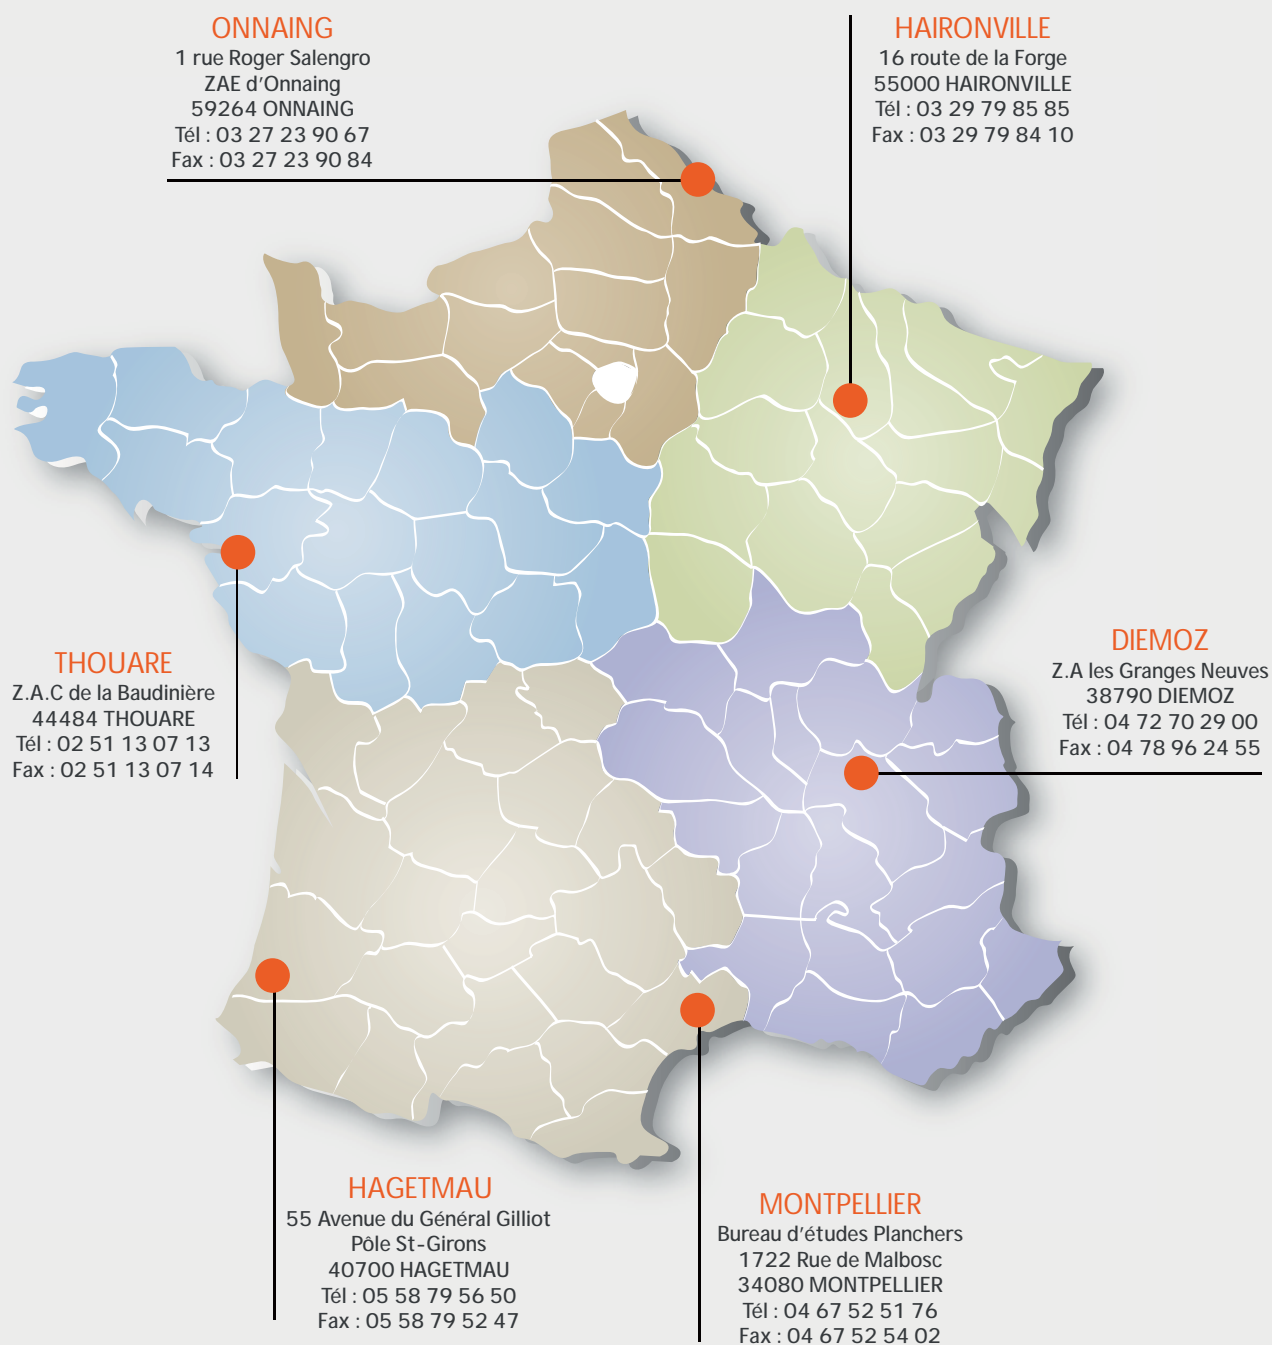 ONNAING
1 rue Roger Salengro
ZAE d'Onnaing
59264 ONNAING
Tél : 03 27 23 90 67
Fax : 03 27 23 90 84
HAIRONVILLE
16 route de la Forge
55000 HAIRONVILLE
Tél : 03 29 79 85 85
Fax : 03 29 79 84 10
THOUARE
Z.A.C de la Baudinière
44484 THOUARE
Tél : 02 51 13 07 13
Fax : 02 51 13 07 14
DIEMOZ
Z.A les Granges Neuves
38790 DIEMOZ
Tél : 04 72 70 29 00
Fax : 04 78 96 24 55
HAGETMAU
55 Avenue du Général Gilliot
Pôle St-Girons
40700 HAGETMAU
Tél : 05 58 79 56 50
Fax : 05 58 79 52 47
MONTPELLIER
Bureau d'études Planchers
1722 Rue de Malbosc
34080 MONTPELLIER
Tél : 04 67 52 51 76
Fax : 04 67 52 54 02